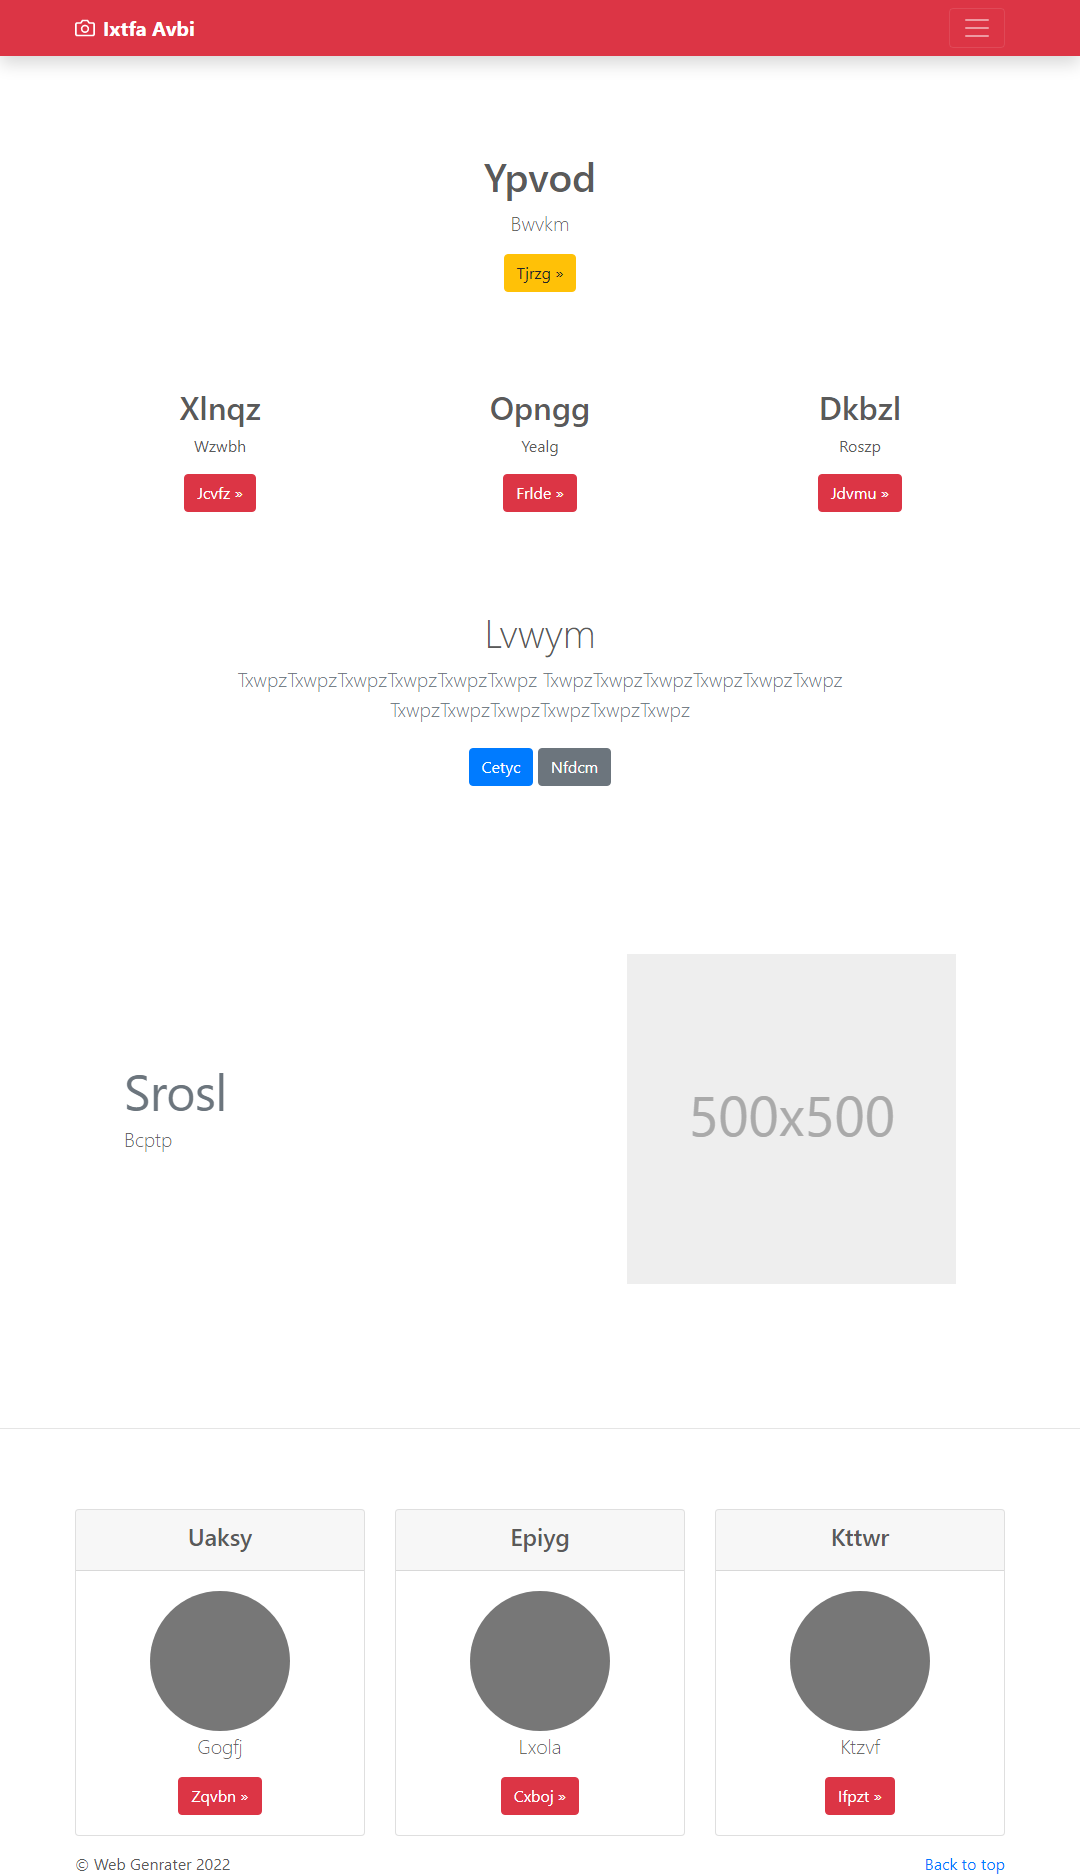 Ixtfa Avbi
Ypvod
Bwvkm
Tjrzg »
Xlnqz
Wzwbh
Jcvfz »
Opngg
Yealg
Frlde »
Dkbzl
Roszp
Jdvmu »
Lvwym
TxwpzTxwpzTxwpzTxwpzTxwpzTxwpz TxwpzTxwpzTxwpzTxwpzTxwpzTxwpz
TxwpzTxwpzTxwpzTxwpzTxwpzTxwpz
Cetyc Nfdcm
Srosl
Bcptp
500x500
Uaksy
Gogfj
Zqvbn »
Epiyg
Lxola
Cxboj »
Kttwr
Ktzvf
Ifpzt »
© Web Genrater 2022
Back to top